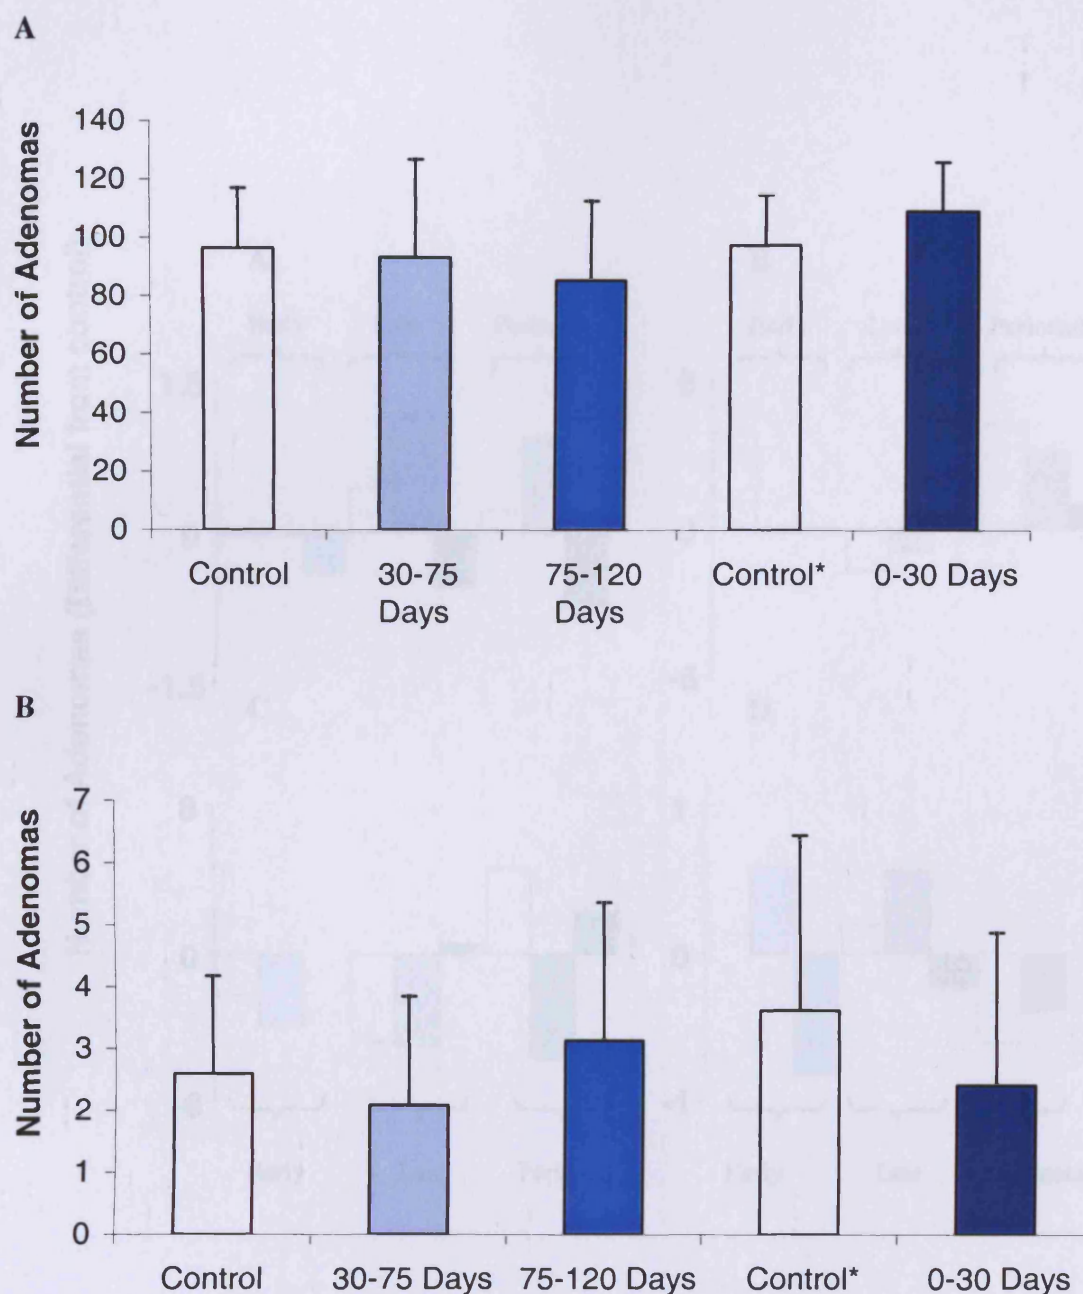 A
Number of Adenomas
140
120
100
80
60
40
20
0
Control
30-75
Days
75-120
Days
Control*
0-30 Days
B
Number of Adenomas
7
6
5
4
3
2
1
0
Control
30-75 Days
75-120 Days
Control*
0-30 Days